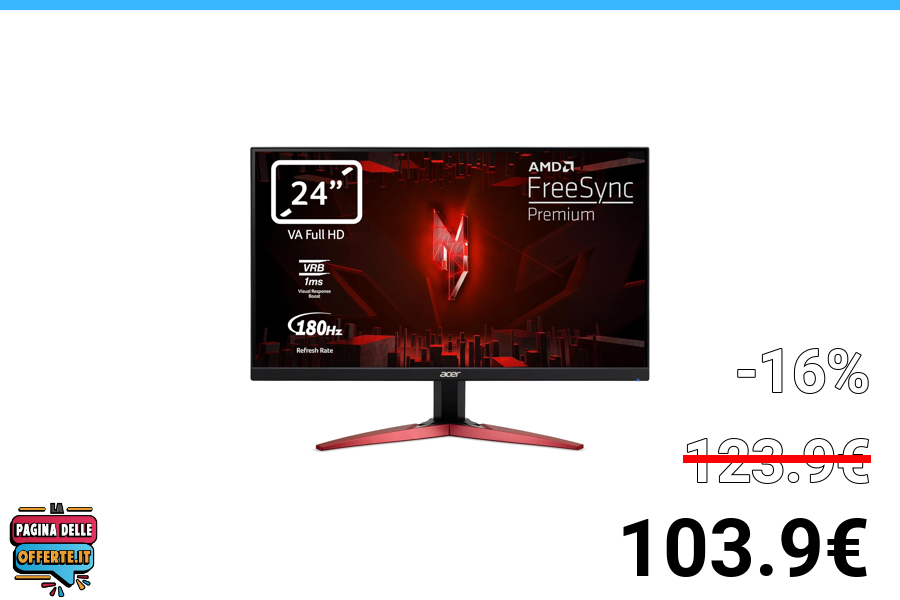 24”
VA Full HD
VRB
1ms
Visual Response
Boost
180Hz
Refresh Rate
AMD
FreeSync
Premium
acer
-16%
123.9€
103.9€
LA
PAGINA DELLE
OFFERTE.IT